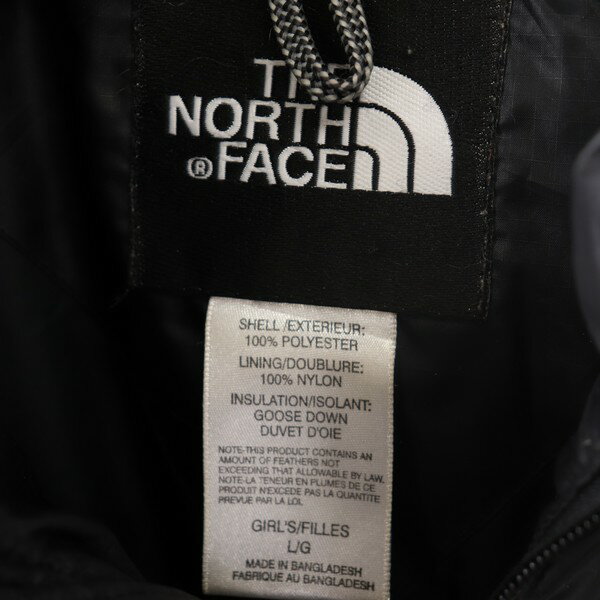 THE
NORTH
® FACE
SHELL/EXTERIEUR:
100% POLYESTER
LINING/DOUBLURE:
100% NYLON
INSULATION/ISOLANT:
GOOSE DOWN
DUVET D'OIE
NOTE-THIS PRODUCT CONTAINS AN
AMOUNT OF FEATHERS NOT
EXCEEDING THAT ALLOWABLE BY LAW.
NOTE-LA TENEUR EN PLUMES DE CE
PRODUIT N'EXCEDE PAS LA QUANTITE
PREVUE PAR LA LOI.
GIRL'S/FILLES
L/G
MADE IN BANGLADESH
FABRIQUE AU BANGLADESH